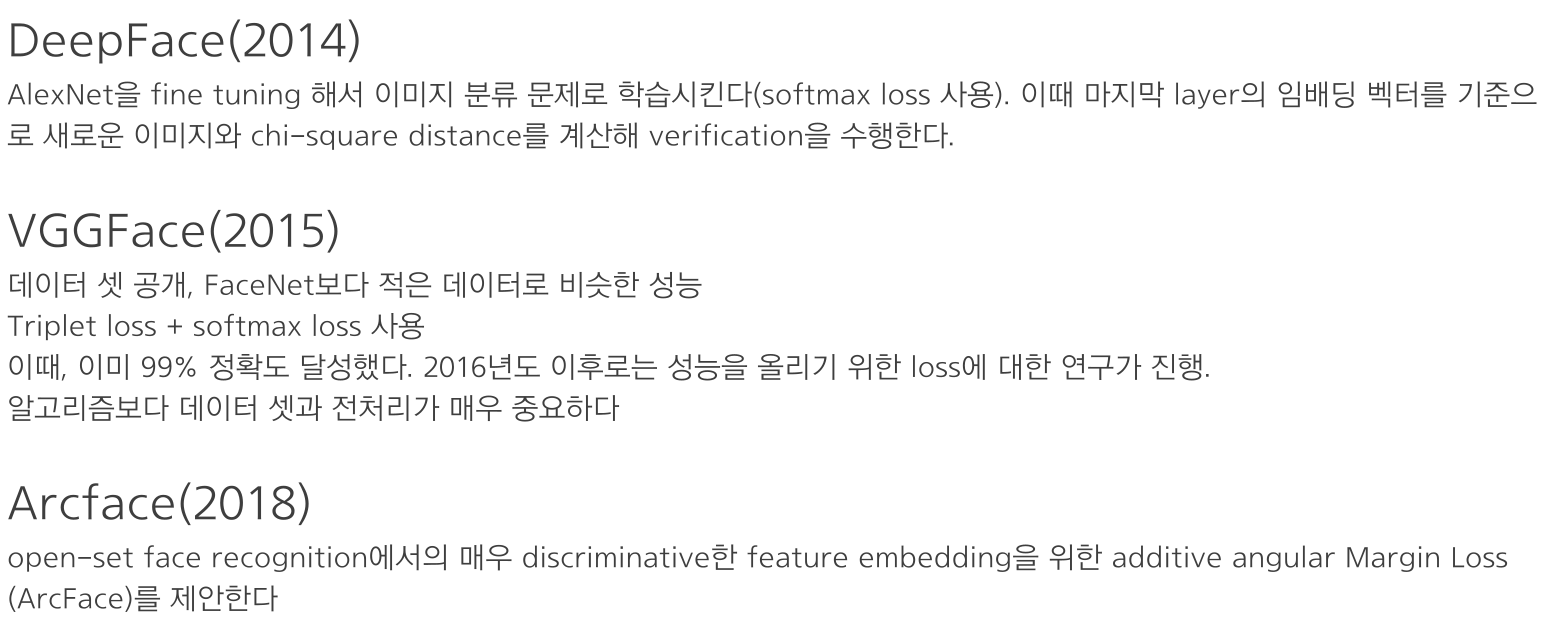 DeepFace(2014)
AlexNet을 fine tuning 해서 이미지 분류 문제로 학습시킨다(softmax loss 사용). 이때 마지막 layer의 임배딩 벡터를 기준으
로 새로운 이미지와 chi-square distance를 계산해 verification을 수행한다.
VGGFace(2015)
데이터 셋 공개, FaceNet보다 적은 데이터로 비슷한 성능
Triplet loss + softmax loss 사용
이때, 이미 99% 정확도 달성했다. 2016년도 이후로는 성능을 올리기 위한 loss에 대한 연구가 진행.
알고리즘보다 데이터 셋과 전처리가 매우 중요하다
Arcface(2018)
open-set face recognition에서의 매우 discriminative한 feature embedding을 위한 additive angular Margin Loss
(ArcFace)를 제안한다